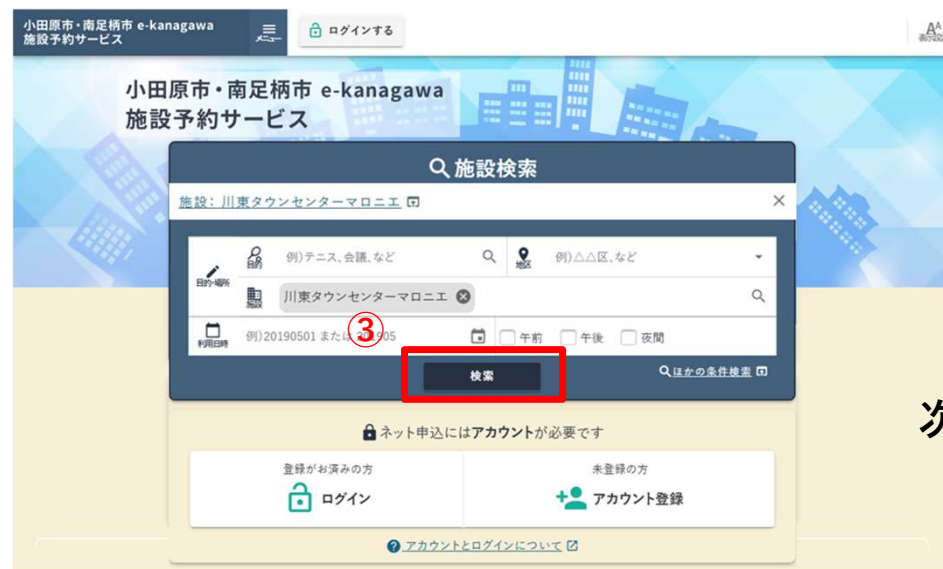 小田原市・南足柄市 e-kanagawa
施設予約サービス
メニュー
ログインする
表示設定
小田原市・南足柄市 e-kanagawa
施設予約サービス
施設検索
施設: 川東タウンセンターマロニエ
目的・場所
目的
例)テニス、会議、など
地区
例)△△区、など
施設
川東タウンセンターマロニエ
利用日時
例)20190501 または 201905
③
午前
午後
夜間
検索
ほかの条件検索
次
ネット申込にはアカウントが必要です
登録がお済みの方
ログイン
未登録の方
アカウント登録
アカウントとログインについて